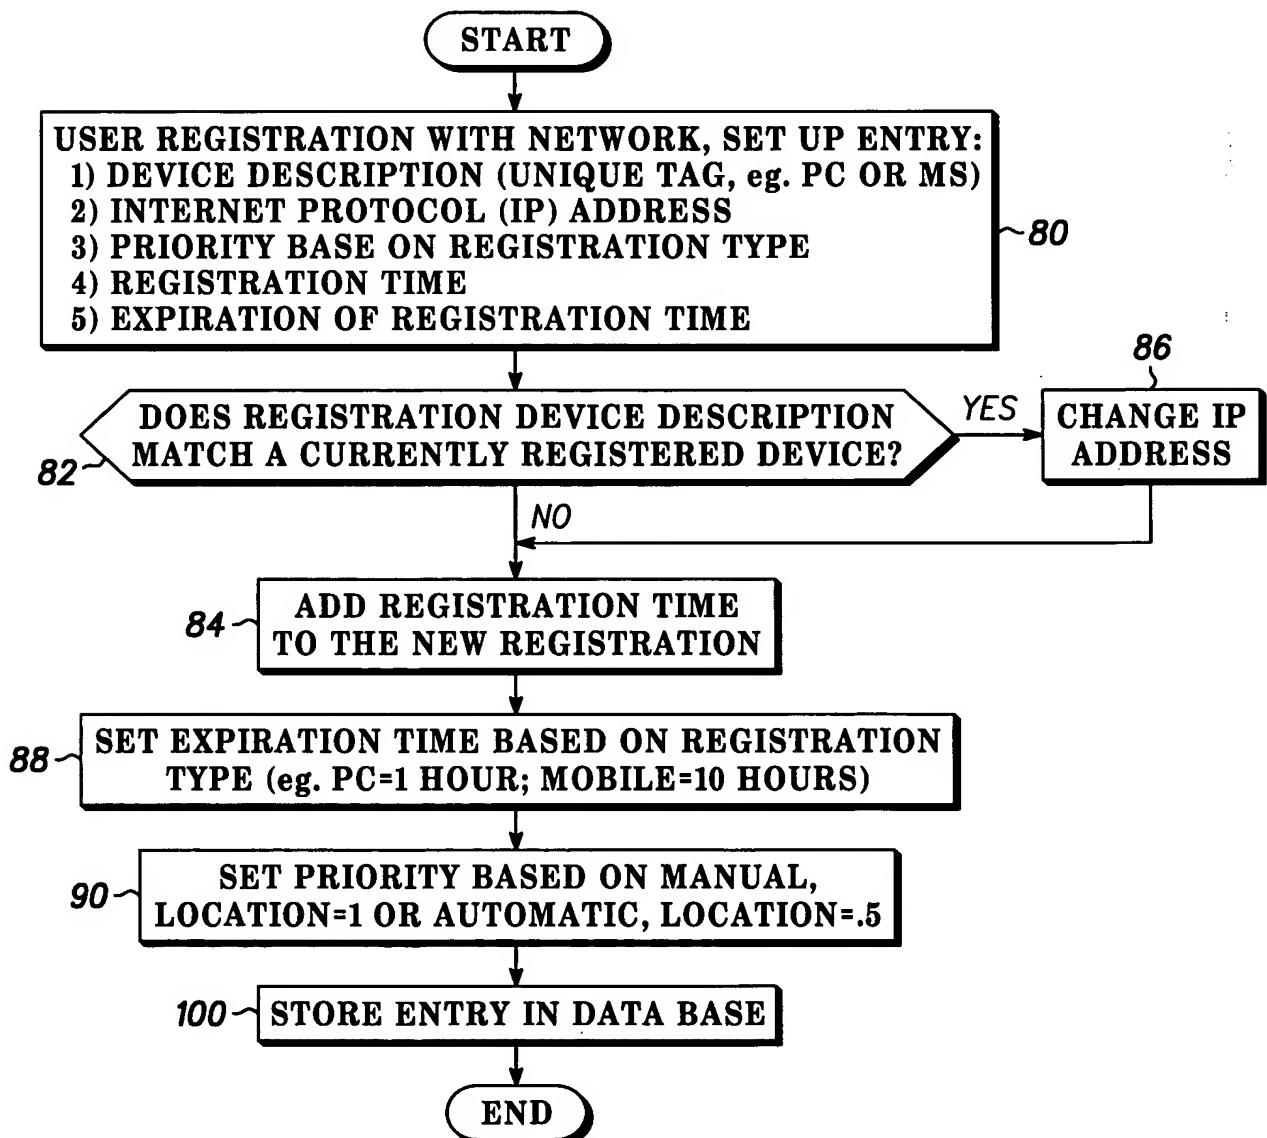 START
USER REGISTRATION WITH NETWORK, SET UP ENTRY:
1) DEVICE DESCRIPTION (UNIQUE TAG, eg. PC OR MS)
2) INTERNET PROTOCOL (IP) ADDRESS
3) PRIORITY BASE ON REGISTRATION TYPE
4) REGISTRATION TIME
5) EXPIRATION OF REGISTRATION TIME
80
86
DOES REGISTRATION DEVICE DESCRIPTION
MATCH A CURRENTLY REGISTERED DEVICE?
82
YES
CHANGE IP
ADDRESS
NO
84
ADD REGISTRATION TIME
TO THE NEW REGISTRATION
88
SET EXPIRATION TIME BASED ON REGISTRATION
TYPE (eg. PC=1 HOUR; MOBILE=10 HOURS)
90
SET PRIORITY BASED ON MANUAL,
LOCATION=1 OR AUTOMATIC, LOCATION=.5
100
STORE ENTRY IN DATA BASE
END